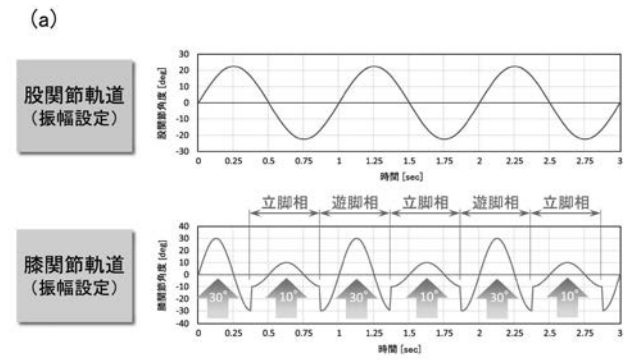 (a)
股関節軌道
（振幅設定）
股関節角度 [deg]
30
20
10
0
-10
-20
-30
0 0.25 0.5 0.75 1 1.25 1.5 1.75 2 2.25 2.5 2.75 3
時間 [sec]
立脚相 遊脚相 立脚相 遊脚相 立脚相
膝関節軌道
（振幅設定）
膝関節角度 [deg]
40
30
20
10
0
-10
-20
-30
-40
30° 10° 30° 10° 30° 10°
0 0.25 0.5 0.75 1 1.25 1.5 1.75 2 2.25 2.5 2.75 3
時間 [sec]